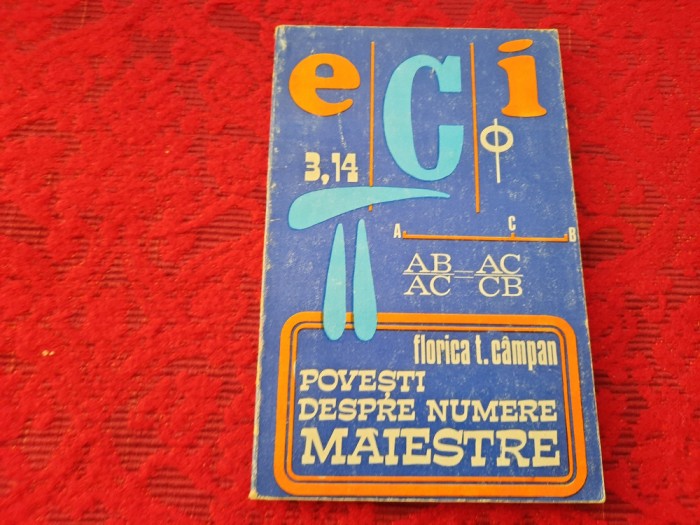 e C i
φ
3,14
π
A C B
AB/AC = AC/CB
florica t. câmpan
POVEȘTI
DESPRE NUMERE
MAIESTRE